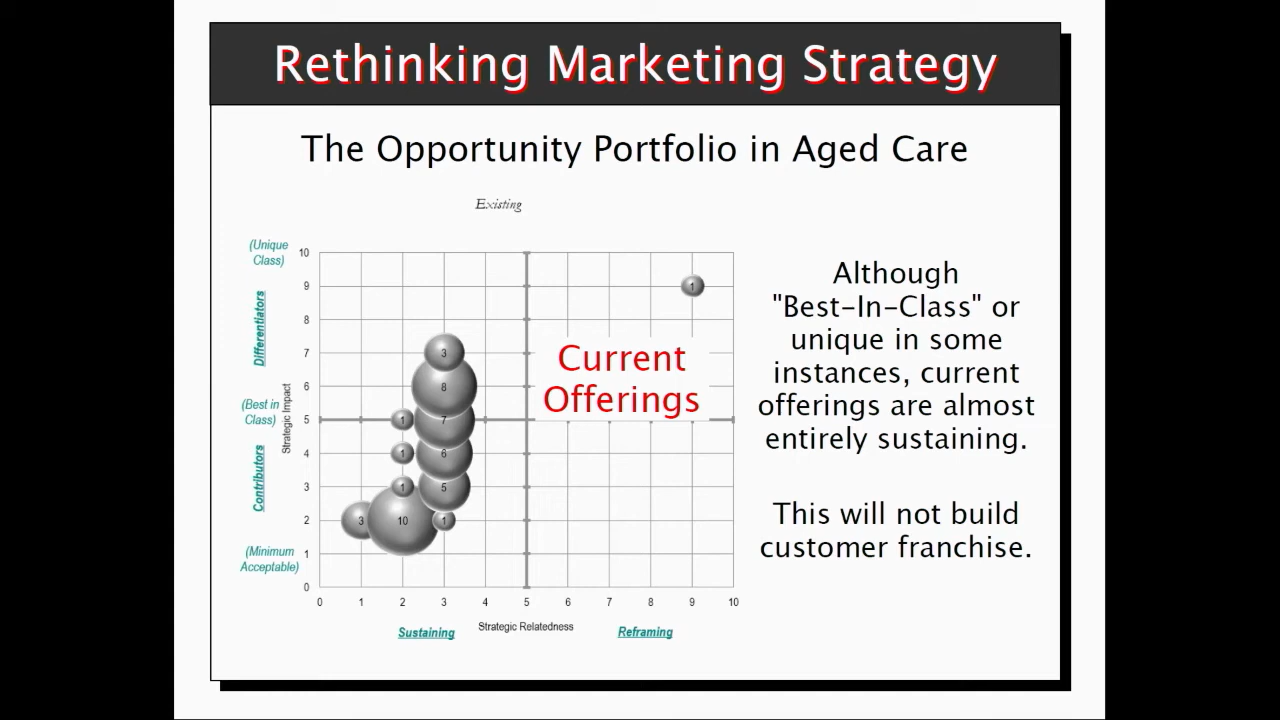 Rethinking Marketing Strategy
The Opportunity Portfolio in Aged Care
Existing
(Unique
Class)
Differentiators
(Best in
Class)
Strategic Impact
Contributors
(Minimum
Acceptable)
10
9
8
7
6
5
4
3
2
1
0
1
3
8
1
7
1
6
1
5
3
10
1
Current
Offerings
0 1 2 3 4 5 6 7 8 9 10
Sustaining
Strategic Relatedness
Reframing
Although
"Best-In-Class" or
unique in some
instances, current
offerings are almost
entirely sustaining.
This will not build
customer franchise.